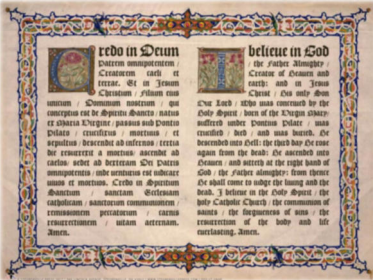 Credo in Deum
Patrem omnipotentem /
Creatorem caeli et
terrae. Et in Jesum
Christum / Filium eius
unicum / Dominum nostrum / qui
conceptus est de Spiritu Sancto / natus
ex Maria Virgine / passus sub Pontio
Pilato / crucifixus / mortuus / et
sepultus / descendit ad infernos / tertia
die resurrexit a mortuis; ascendit ad
caelos; sedet ad dexteram Dei Patris
omnipotentis / inde venturus est iudicare
vivos et mortuos. Credo in Spiritum
Sanctum / sanctam Ecclesiam
catholicam / sanctorum communionem /
remissionem peccatorum / carnis
resurrectionem / vitam aeternam.
Amen.
I believe in God
/ the Father Almighty /
Creator of Heaven and
earth: and in Jesus
Christ / His only Son
Our Lord / Who was conceived by the
Holy Spirit / born of the Virgin Mary;
suffered under Pontius Pilate / was
crucified / died / and was buried. He
descended into Hell; the third day He rose
again from the dead; He ascended into
Heaven / and sitteth at the right hand of
God / the Father almighty; from thence
He shall come to judge the living and the
dead. I believe in the Holy Spirit / the
holy Catholic Church / the communion of
saints / the forgiveness of sins / the
resurrection of the body and life
everlasting. Amen.